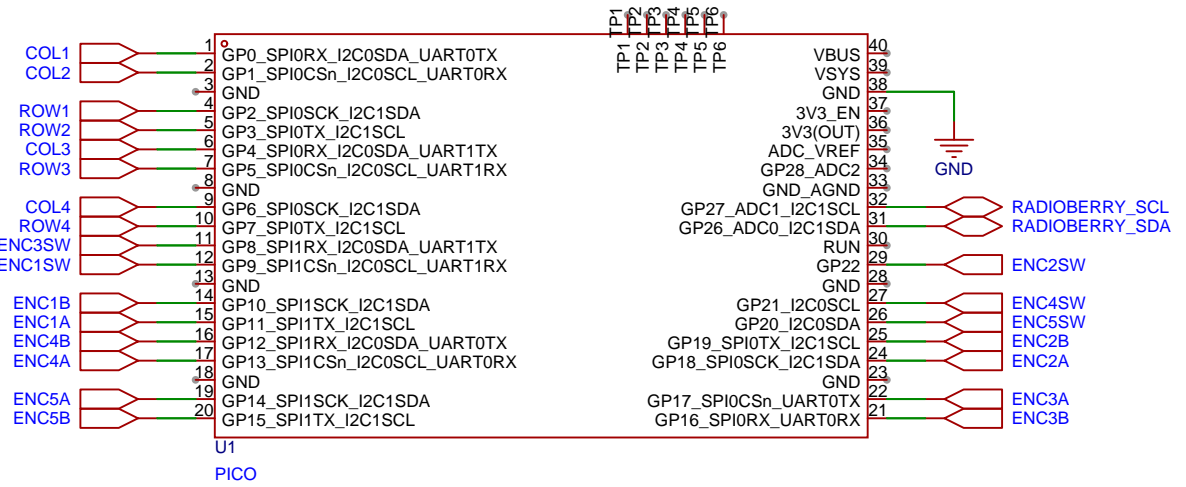 TP1 TP2 TP3 TP4 TP5 TP6
TP1 TP2 TP3 TP4 TP5 TP6
COL1 1 GP0_SPI0RX_I2C0SDA_UART0TX
COL2 2 GP1_SPI0CSn_I2C0SCL_UART0RX
3 GND
ROW1 4 GP2_SPI0SCK_I2C1SDA
ROW2 5 GP3_SPI0TX_I2C1SCL
COL3 6 GP4_SPI0RX_I2C0SDA_UART1TX
ROW3 7 GP5_SPI0CSn_I2C0SCL_UART1RX
8 GND
COL4 9 GP6_SPI0SCK_I2C1SDA
ROW4 10 GP7_SPI0TX_I2C1SCL
ENC3SW 11 GP8_SPI1RX_I2C0SDA_UART1TX
ENC1SW 12 GP9_SPI1CSn_I2C0SCL_UART1RX
13 GND
ENC1B 14 GP10_SPI1SCK_I2C1SDA
ENC1A 15 GP11_SPI1TX_I2C1SCL
ENC4B 16 GP12_SPI1RX_I2C0SDA_UART0TX
ENC4A 17 GP13_SPI1CSn_I2C0SCL_UART0RX
18 GND
ENC5A 19 GP14_SPI1SCK_I2C1SDA
ENC5B 20 GP15_SPI1TX_I2C1SCL
VBUS 40
VSYS 39
GND 38
3V3_EN 37
3V3(OUT) 36
ADC_VREF 35
GP28_ADC2 34
GND_AGND 33
GP27_ADC1_I2C1SCL 32 RADIOBERRY_SCL
GP26_ADC0_I2C1SDA 31 RADIOBERRY_SDA
RUN 30
GP22 29 ENC2SW
GND 28
GP21_I2C0SCL 27 ENC4SW
GP20_I2C0SDA 26 ENC5SW
GP19_SPI0TX_I2C1SCL 25 ENC2B
GP18_SPI0SCK_I2C1SDA 24 ENC2A
GND 23
GP17_SPI0CSn_UART0TX 22 ENC3A
GP16_SPI0RX_UART0RX 21 ENC3B
GND
U1
PICO